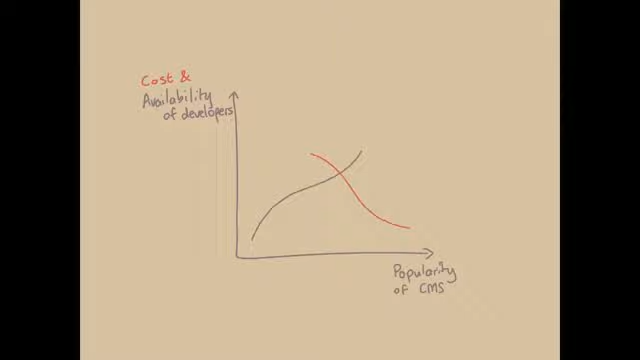 Cost &
Availability
of developers
Popularity
of CMS